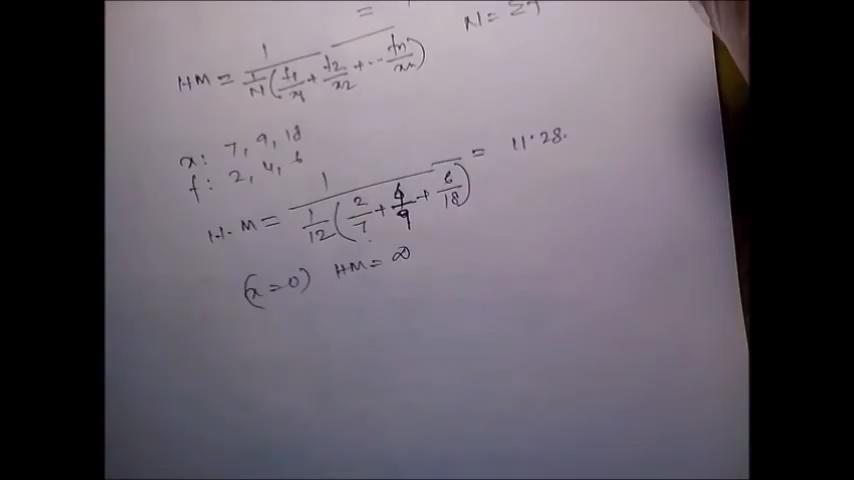 =
N = Σf
HM = 1 / (1/N (f1/x1 + f2/x2 + -- fn/xn))
x : 7, 9, 18
f : 2, 4, 6
H.M = 1 / (1/12 (2/7 + 4/9 + 6/18)) = 11.28.
(x = 0) HM = ∞